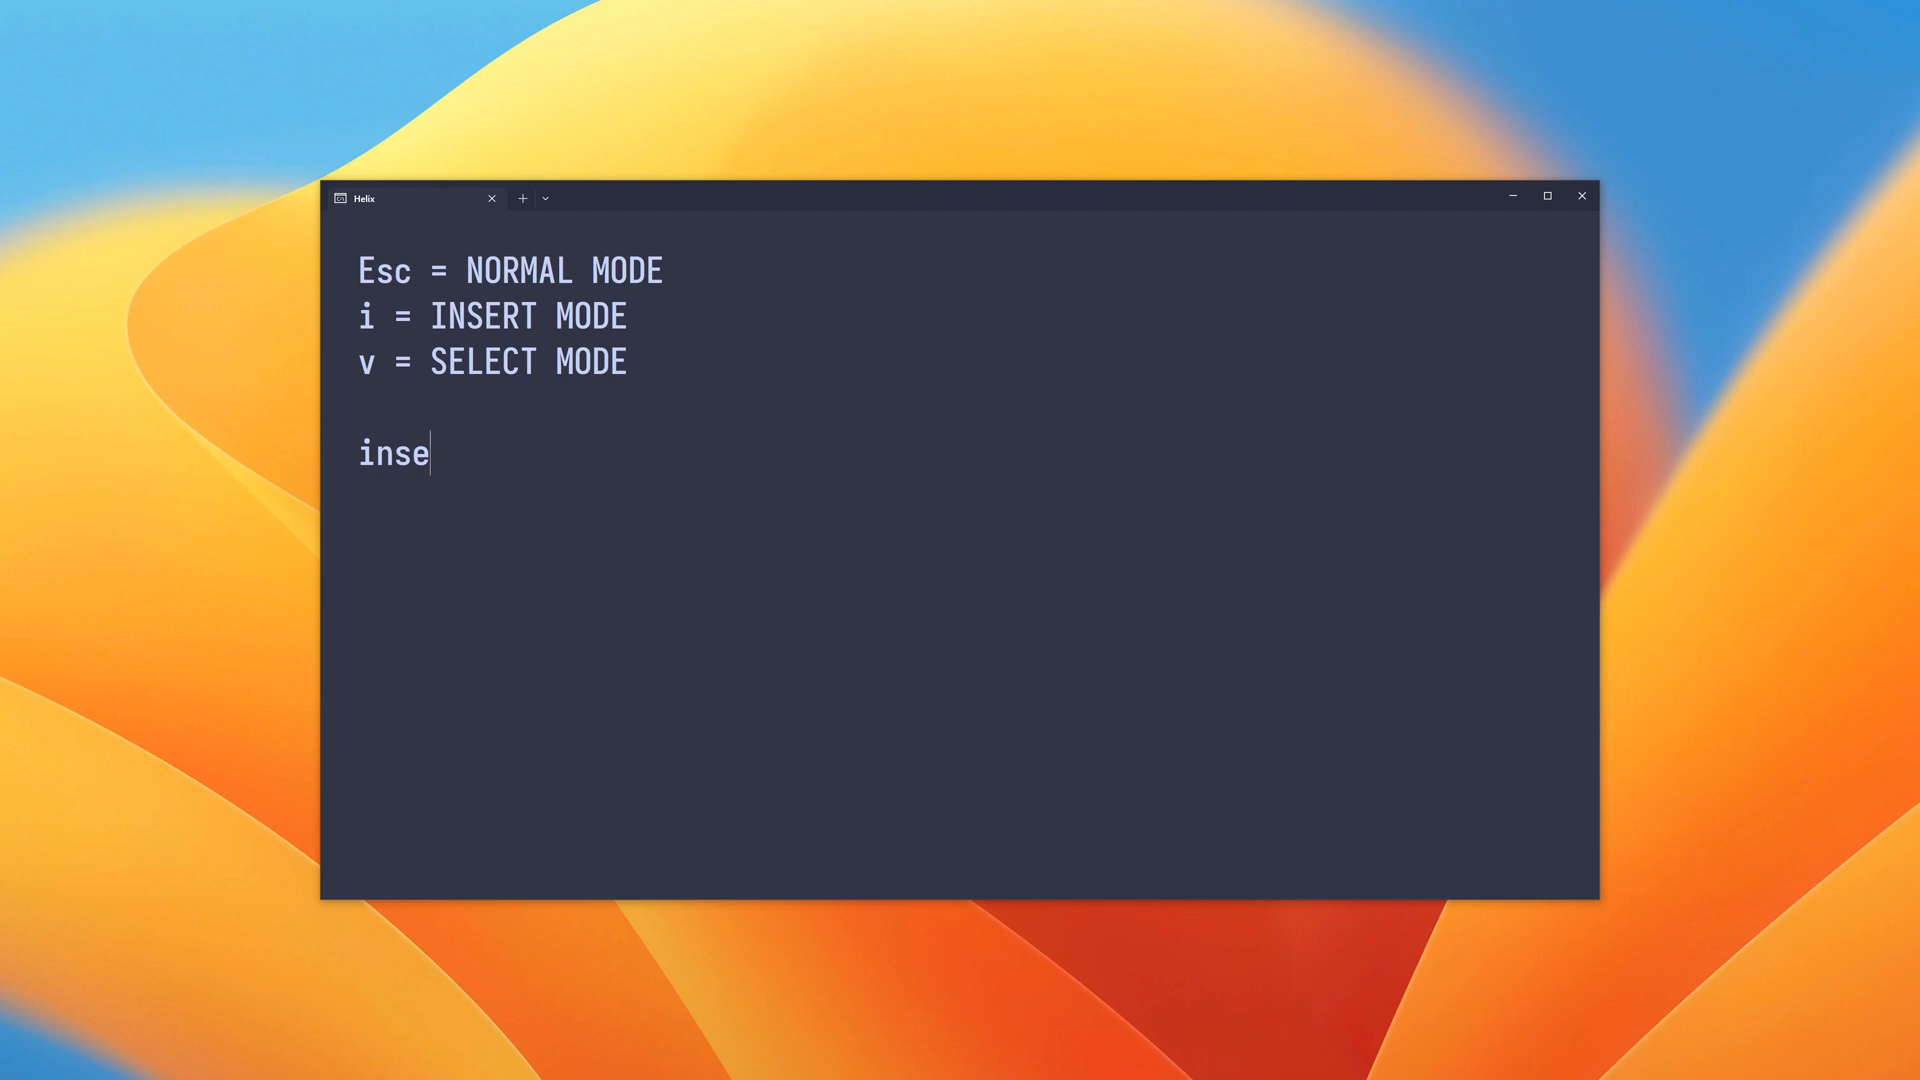 Helix
Esc = NORMAL MODE
i = INSERT MODE
v = SELECT MODE
inse